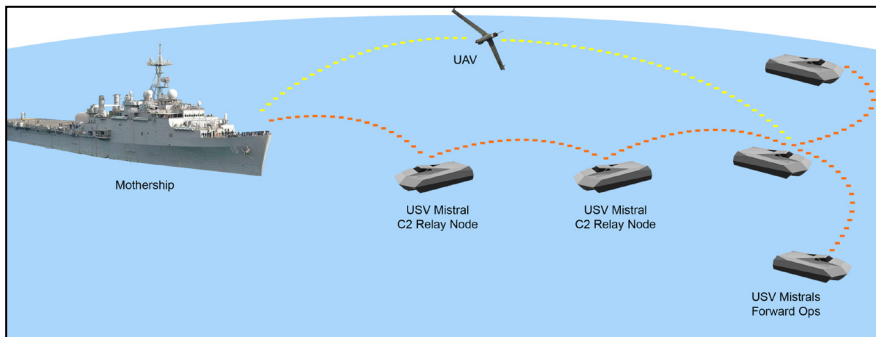 UAV
Mothership
USV Mistral
C2 Relay Node
USV Mistral
C2 Relay Node
USV Mistrals
Forward Ops